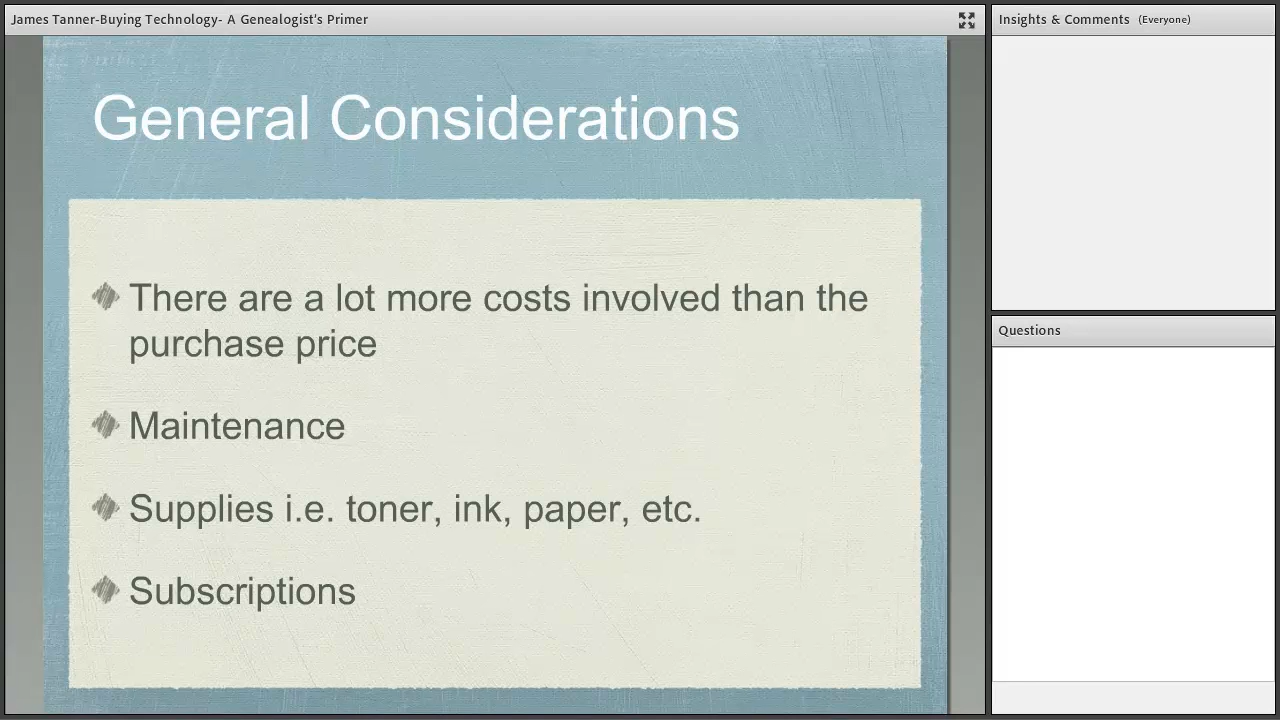 James Tanner-Buying Technology- A Genealogist's Primer
Insights & Comments (Everyone)
General Considerations
There are a lot more costs involved than the
purchase price
Maintenance
Supplies i.e. toner, ink, paper, etc.
Subscriptions
Questions